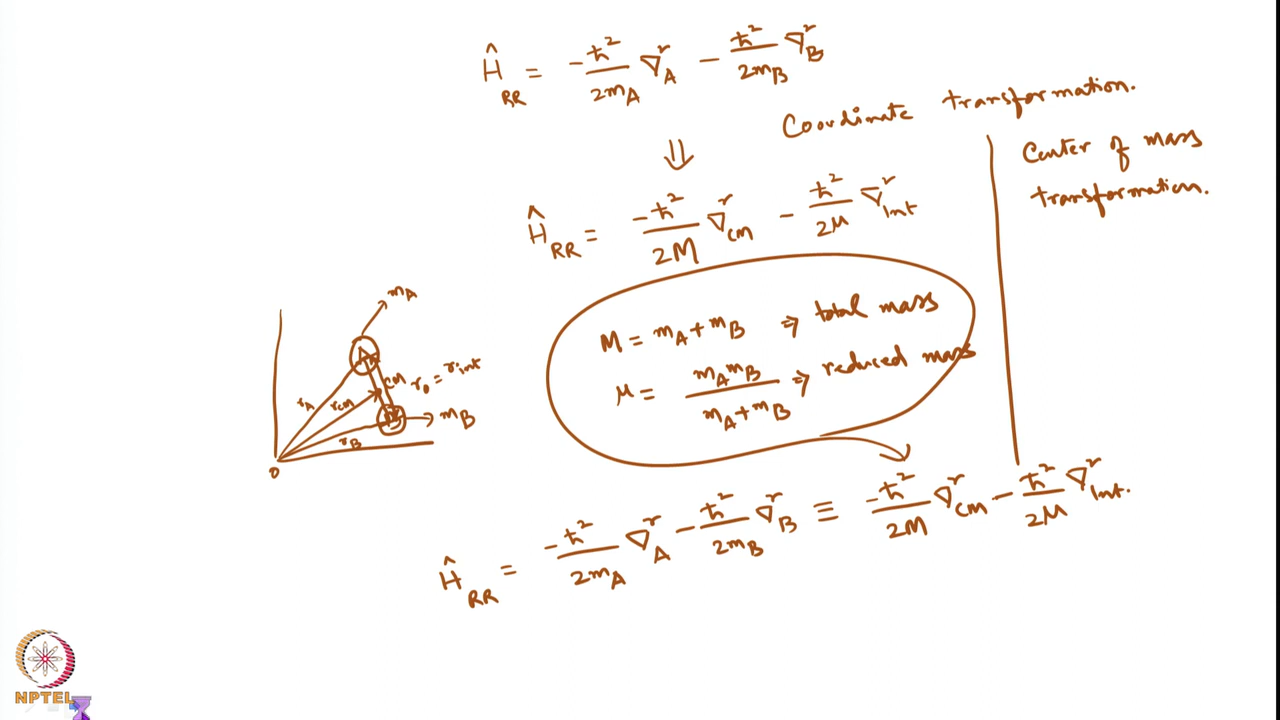 Ĥ_RR = -ħ²/2m_A ∇²_A - ħ²/2m_B ∇²_B
Coordinate transformation.
⇓
Center of mass
transformation.
Ĥ_RR = -ħ²/2M ∇²_CM - ħ²/2μ ∇²_Int
M = m_A + m_B ⇒ total mass
μ = m_A m_B / m_A + m_B ⇒ reduced mass
m_A
A
CM r_0 = r_int
r_A r_CM
B m_B
r_B
0
Ĥ_RR = -ħ²/2m_A ∇²_A - ħ²/2m_B ∇²_B ≡ -ħ²/2M ∇²_CM - ħ²/2μ ∇²_Int.
NPTEL